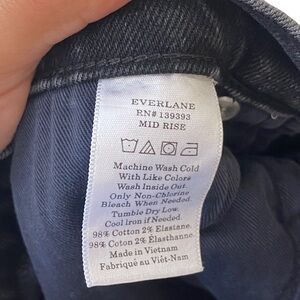 EVERLANE
RN# 139393
MID RISE
Machine Wash Cold
With Like Colors
Wash Inside Out.
Only Non-Chlorine
Bleach When Needed.
Tumble Dry Low.
Cool Iron if Needed.
98% Cotton 2% Elastane.
98% Cotton 2% Élasthanne.
Made in Vietnam
Fabriqué au Viêt-Nam